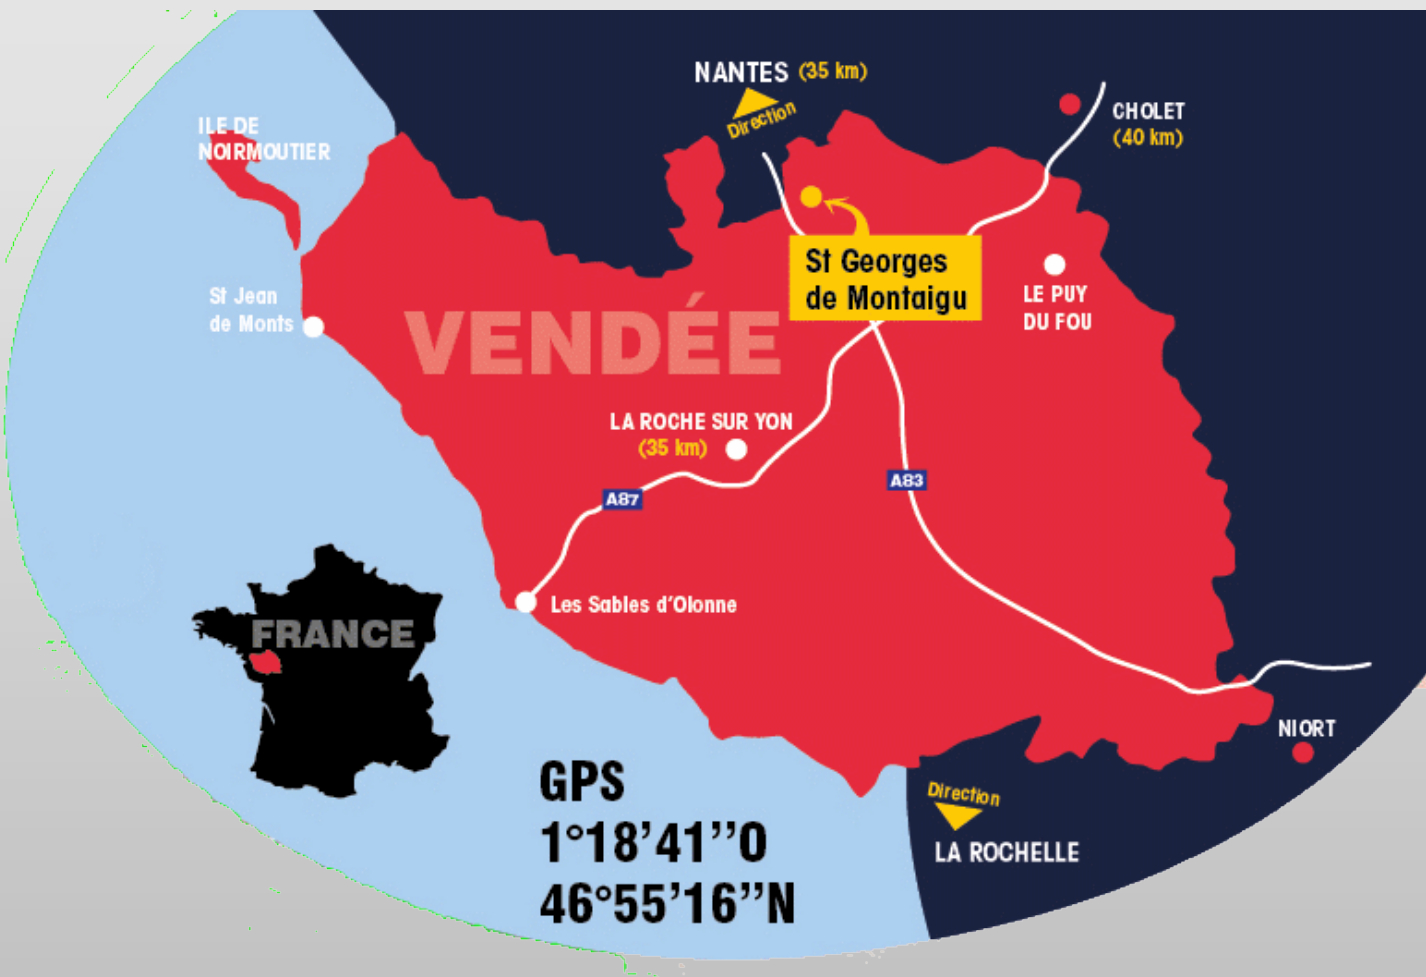 NANTES (35 km)
Direction
CHOLET
(40 km)
ILE DE
NOIRMOUTIER
St Georges
de Montaigu
LE PUY
DU FOU
St Jean
de Monts
VENDÉE
LA ROCHE SUR YON
(35 km)
A87
A83
Les Sables d’Olonne
FRANCE
NIORT
GPS
1°18’41’’O
46°55’16’’N
Direction
LA ROCHELLE